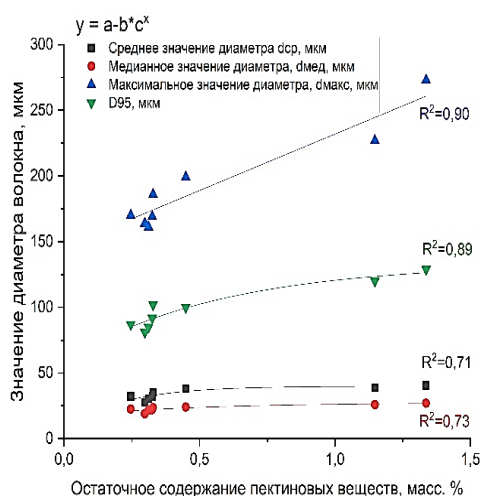 y = a-b*cˣ
Среднее значение диаметра dср, мкм
Медианное значение диаметра, dмед, мкм
Максимальное значение диаметра, dмакс, мкм
D95, мкм
Значение диаметра волокна, мкм
300
250
200
150
100
50
0
R²=0,90
R²=0,89
R²=0,71
R²=0,73
0,0 0,5 1,0 1,5
Остаточное содержание пектиновых веществ, масс. %